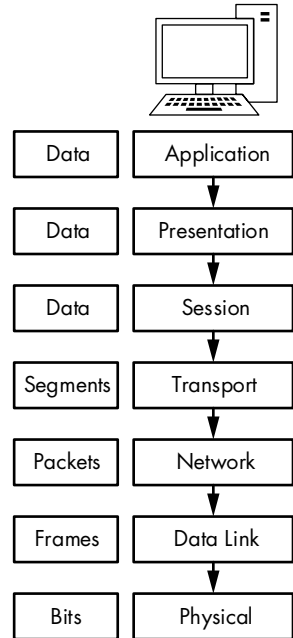 Data Application
Data Presentation
Data Session
Segments Transport
Packets Network
Frames Data Link
Bits Physical